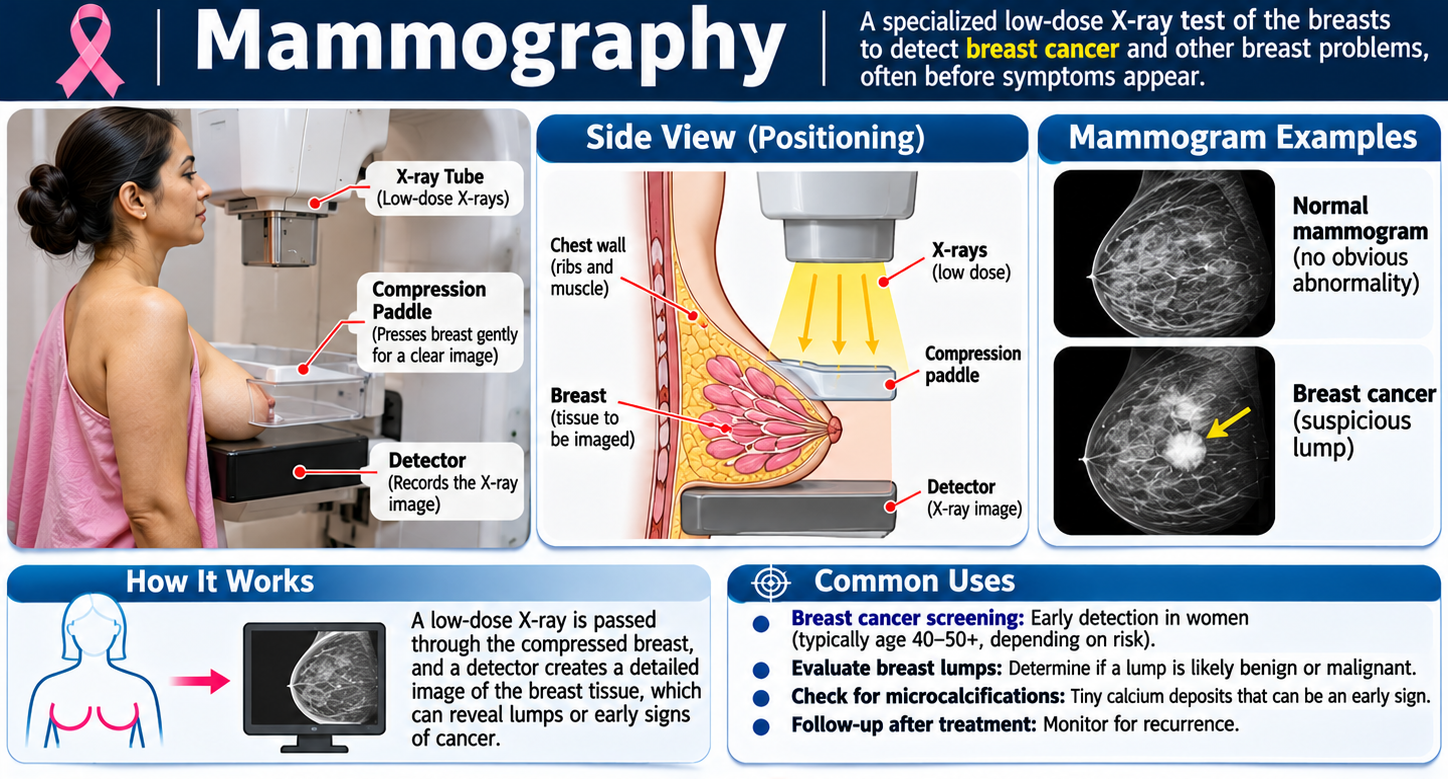 Mammography
A specialized low-dose X-ray test of the breasts
to detect breast cancer and other breast problems,
often before symptoms appear.
X-ray Tube
(Low-dose X-rays)
Compression
Paddle
(Presses breast gently
for a clear image)
Detector
(Records the X-ray
image)
Side View (Positioning)
Chest wall
(ribs and
muscle)
X-rays
(low dose)
Compression
paddle
Breast
(tissue to
be imaged)
Detector
(X-ray image)
Mammogram Examples
Normal
mammogram
(no obvious
abnormality)
Breast cancer
(suspicious
lump)
How It Works
A low-dose X-ray is passed
through the compressed breast,
and a detector creates a detailed
image of the breast tissue, which
can reveal lumps or early signs
of cancer.
Common Uses
Breast cancer screening: Early detection in women
(typically age 40–50+, depending on risk).
Evaluate breast lumps: Determine if a lump is likely benign or malignant.
Check for microcalcifications: Tiny calcium deposits that can be an early sign.
Follow-up after treatment: Monitor for recurrence.